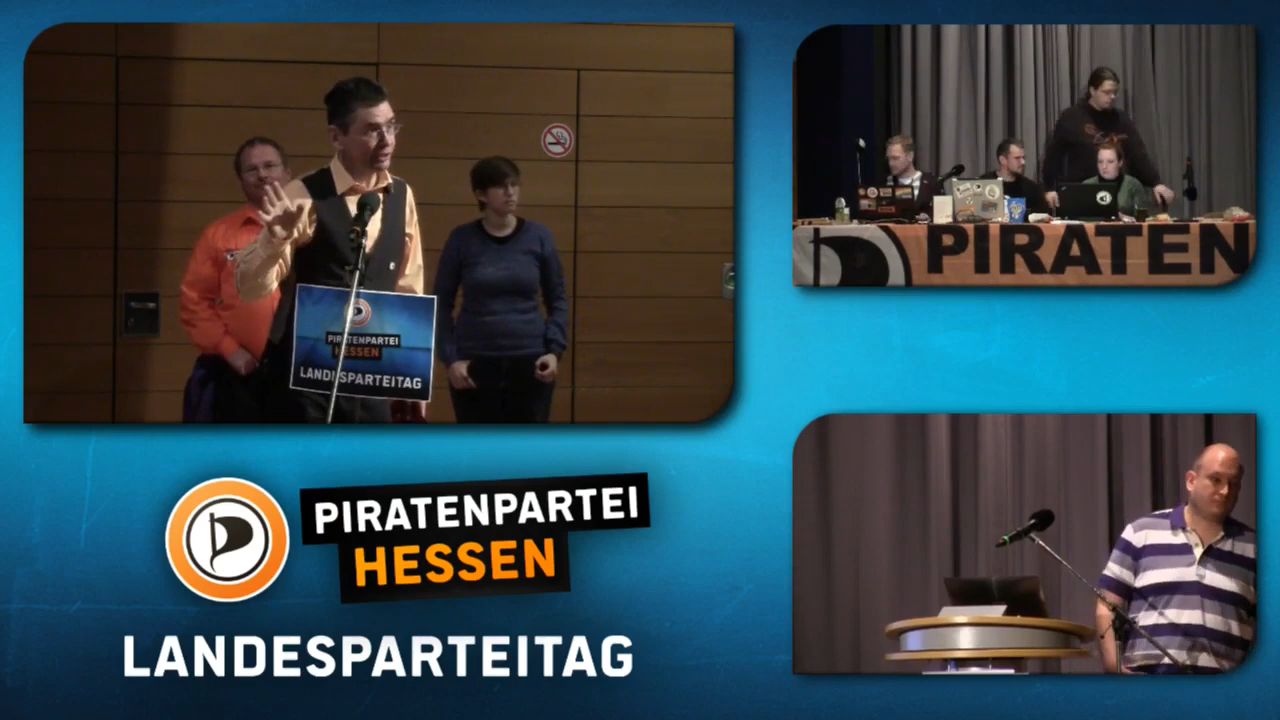 PIRATENPARTEI
HESSEN
LANDESPARTEITAG
PIRATEN
PIRATENPARTEI
HESSEN
LANDESPARTEITAG